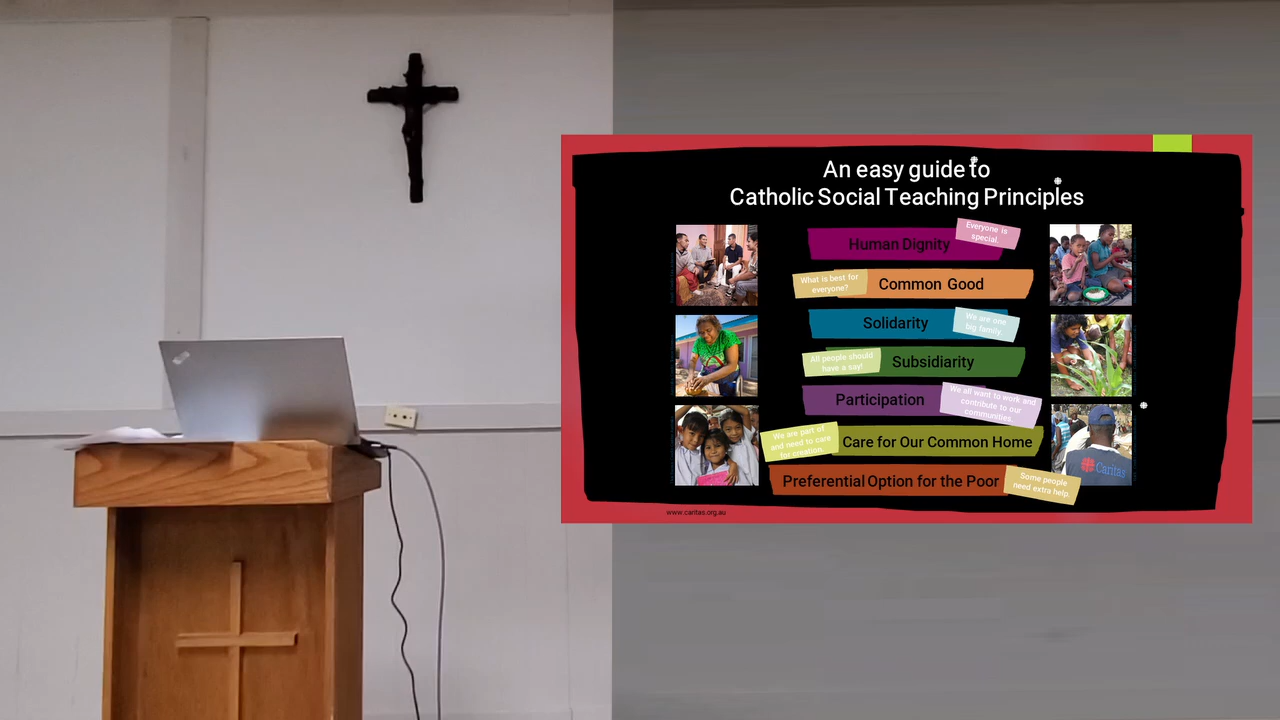 An easy guide to
Catholic Social Teaching Principles
Human Dignity
Everyone is
special.
What is best for
everyone?
Common Good
Solidarity
We are one
big family.
All people should
have a say!
Subsidiarity
Participation
We all want to work and
contribute to our
communities.
We are part of
and need to care
for creation.
Care for Our Common Home
Preferential Option for the Poor
Some people
need extra help.
Caritas
www.caritas.org.au